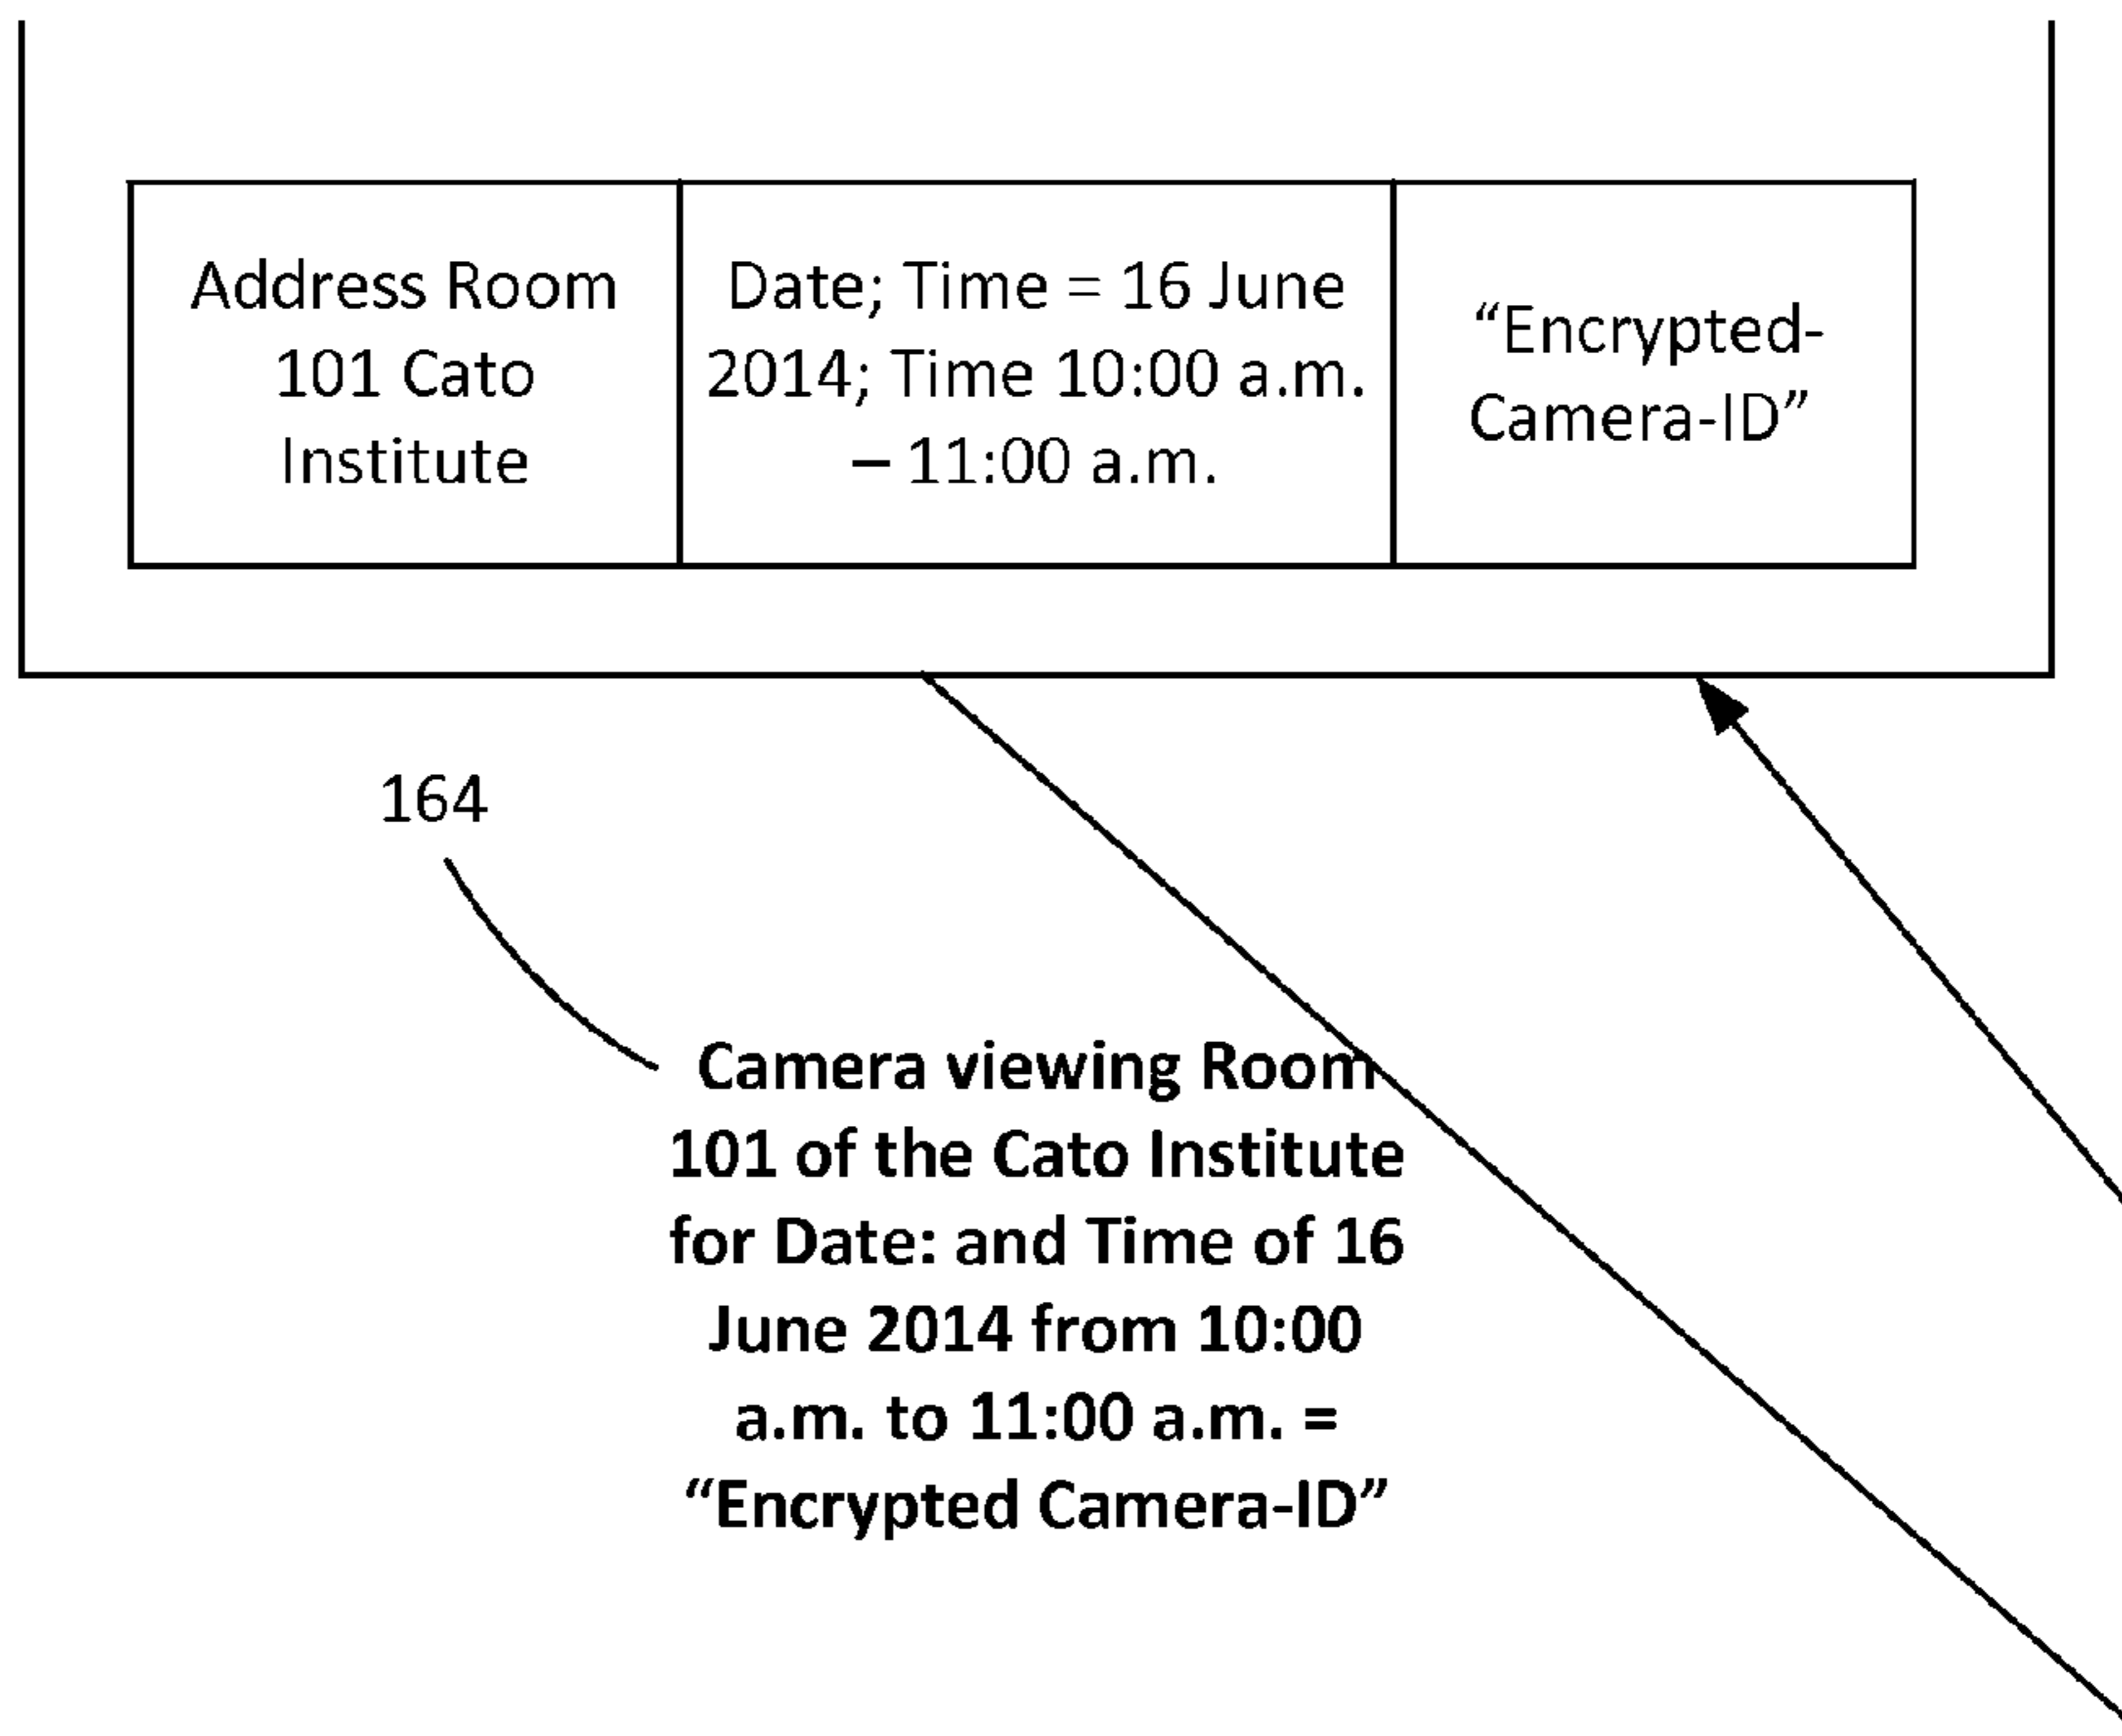 Address Room
101 Cato
Institute
Date; Time = 16 June
2014; Time 10:00 a.m.
– 11:00 a.m.
“Encrypted-
Camera-ID”
164
Camera viewing Room
101 of the Cato Institute
for Date: and Time of 16
June 2014 from 10:00
a.m. to 11:00 a.m. =
“Encrypted Camera-ID”